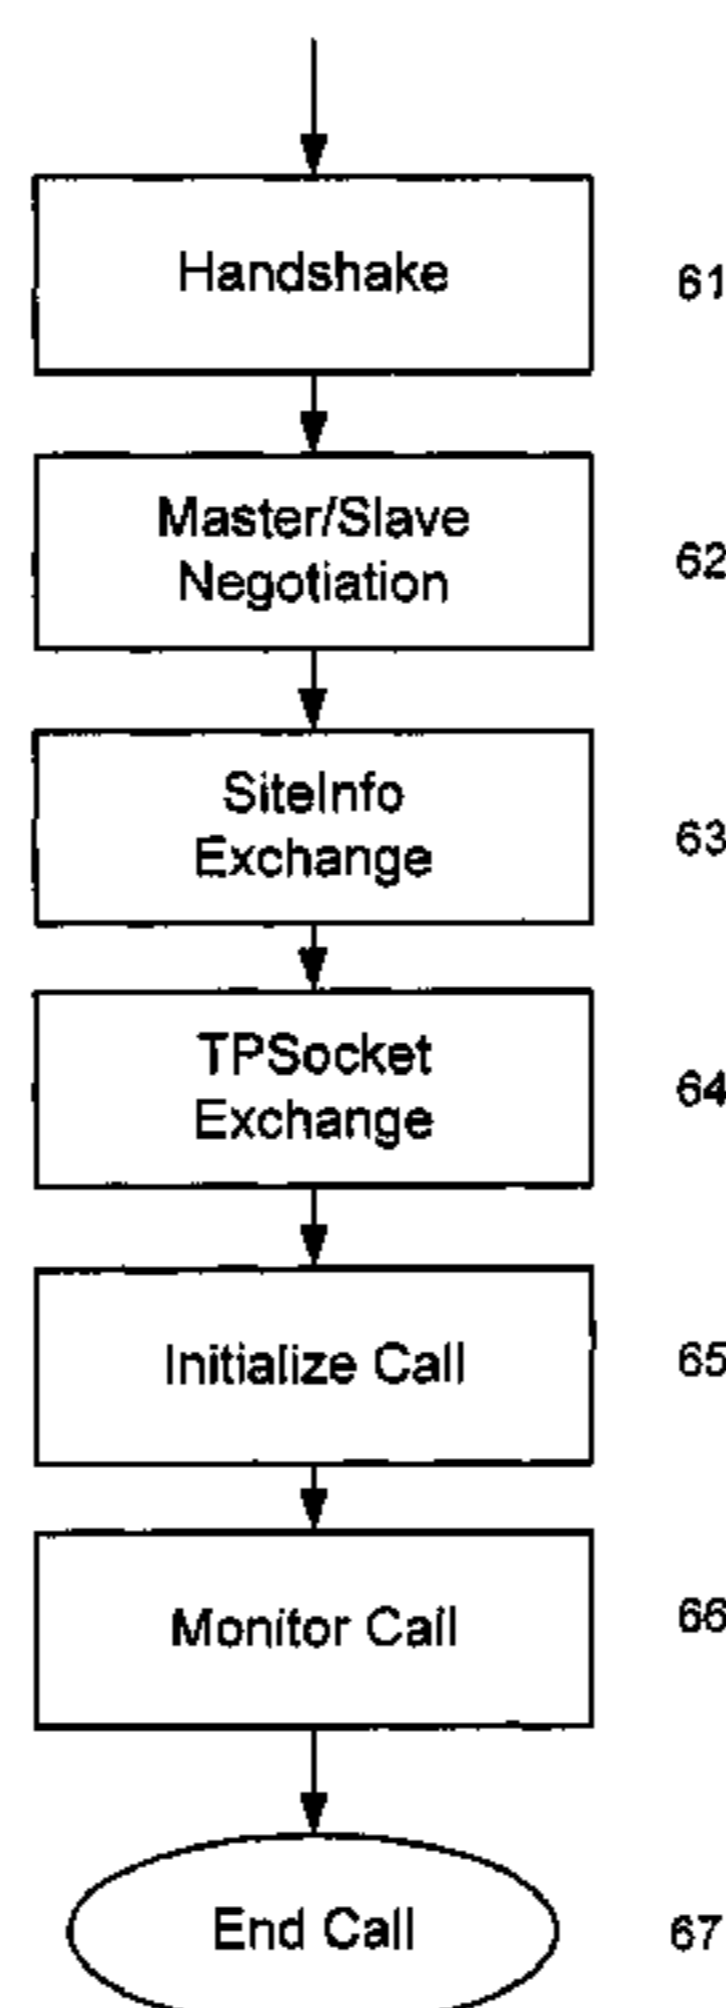 Handshake
61
Master/Slave
Negotiation
62
SiteInfo
Exchange
63
TPSocket
Exchange
64
Initialize Call
65
Monitor Call
66
End Call
67